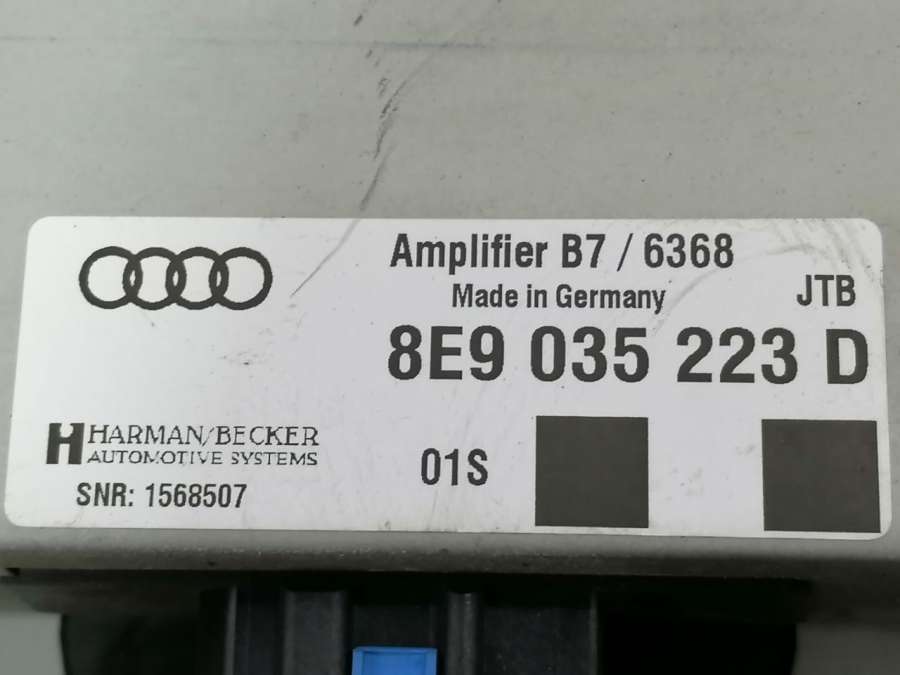 Amplifier B7 / 6368
Made in Germany
JTB
8E9 035 223 D
HARMAN/BECKER
AUTOMOTIVE SYSTEMS
01S
SNR: 1568507